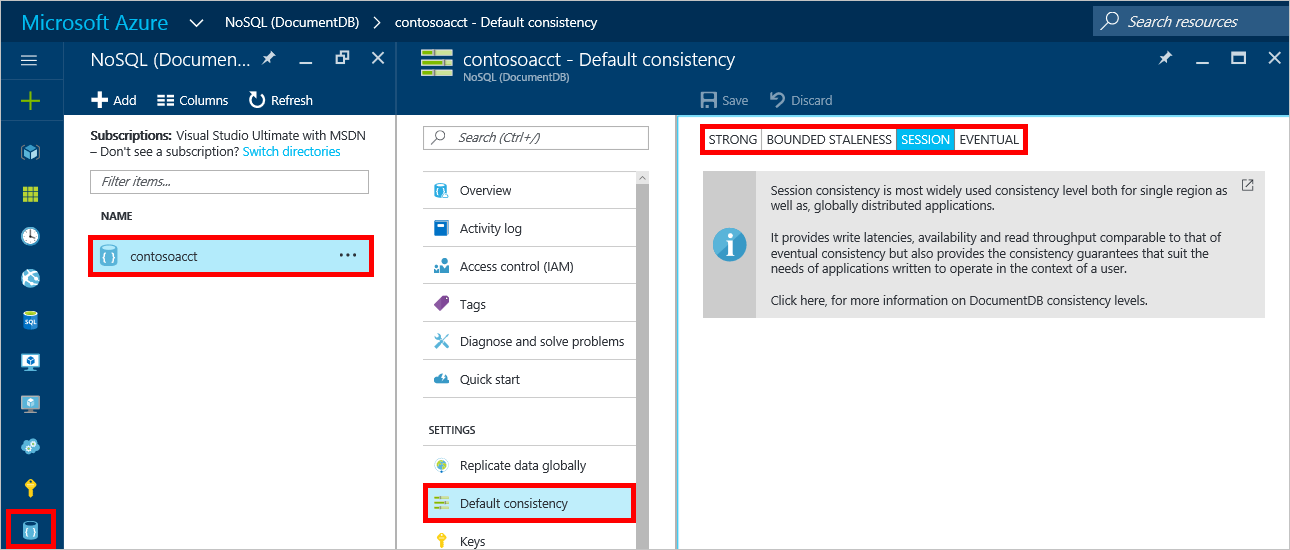 Microsoft Azure
NoSQL (DocumentDB)
contosoacct - Default consistency
Search resources
NoSQL (Documen...
Add
Columns
Refresh
Subscriptions: Visual Studio Ultimate with MSDN
– Don't see a subscription? Switch directories
Filter items...
NAME
contosoacct
...
SQL
contosoacct - Default consistency
NoSQL (DocumentDB)
Search (Ctrl+/)
Overview
Activity log
Access control (IAM)
Tags
Diagnose and solve problems
Quick start
SETTINGS
Replicate data globally
Default consistency
Keys
Save
Discard
STRONG
BOUNDED STALENESS
SESSION
EVENTUAL
Session consistency is most widely used consistency level both for single region as
well as, globally distributed applications.
It provides write latencies, availability and read throughput comparable to that of
eventual consistency but also provides the consistency guarantees that suit the
needs of applications written to operate in the context of a user.
Click here, for more information on DocumentDB consistency levels.